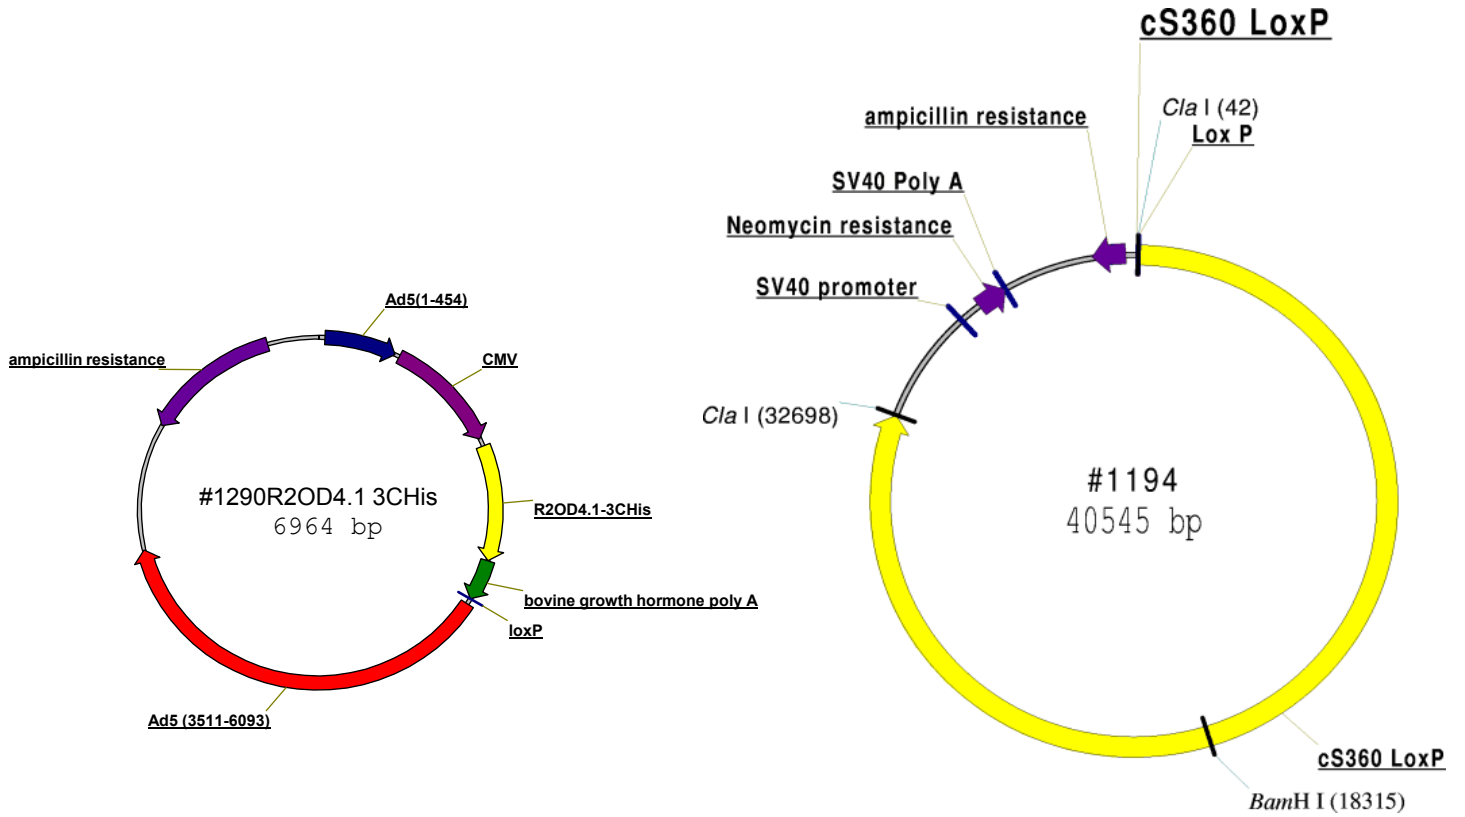 Ad5(1-454)
ampicillin resistance
CMV
#1290R2OD4.1 3CHis
6964 bp
R2OD4.1-3CHis
bovine growth hormone poly A
loxP
Ad5 (3511-6093)
cS360 LoxP
Cla I (42)
ampicillin resistance
Lox P
SV40 Poly A
Neomycin resistance
SV40 promoter
Cla I (32698)
#1194
40545 bp
cS360 LoxP
BamH I (18315)